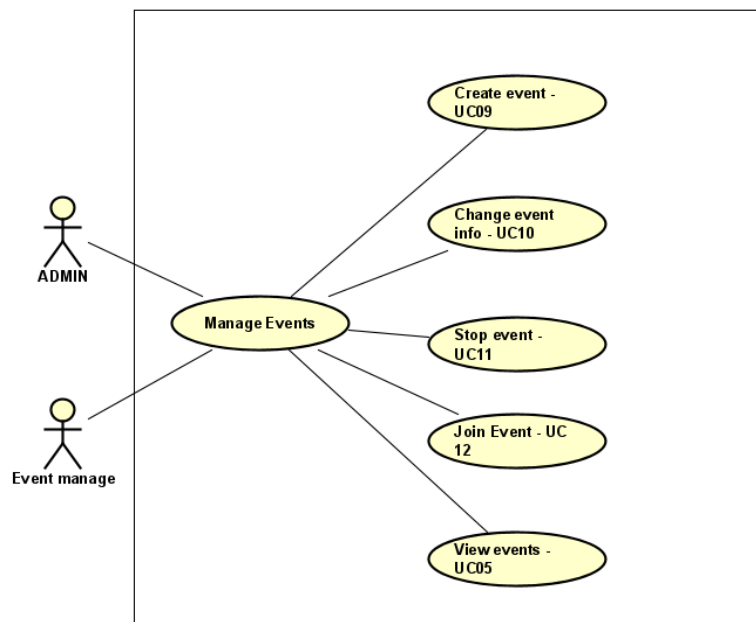 Create event -
UC09
Change event
info - UC10
ADMIN
Manage Events
Stop event -
UC11
Join Event - UC
12
Event manage
View events -
UC05